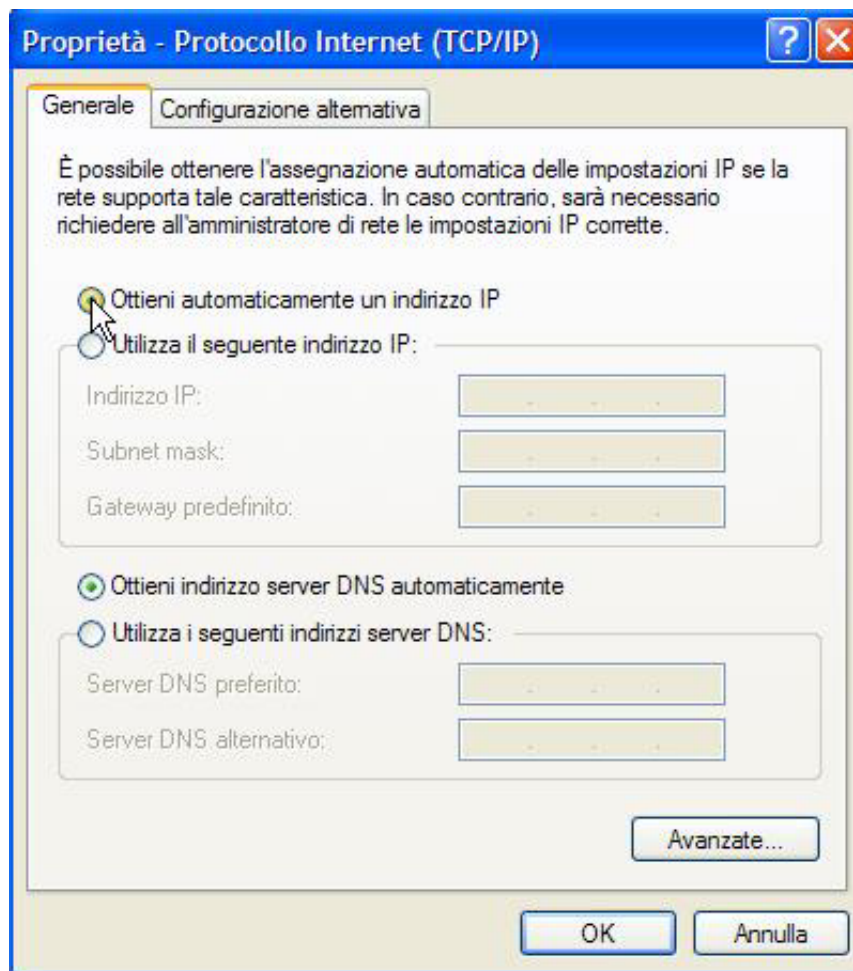 Proprietà - Protocollo Internet (TCP/IP)
Generale
Configurazione alternativa
È possibile ottenere l'assegnazione automatica delle impostazioni IP se la
rete supporta tale caratteristica. In caso contrario, sarà necessario
richiedere all'amministratore di rete le impostazioni IP corrette.
Ottieni automaticamente un indirizzo IP
Utilizza il seguente indirizzo IP:
Indirizzo IP:
Subnet mask:
Gateway predefinito:
Ottieni indirizzo server DNS automaticamente
Utilizza i seguenti indirizzi server DNS:
Server DNS preferito:
Server DNS alternativo:
Avanzate...
OK
Annulla